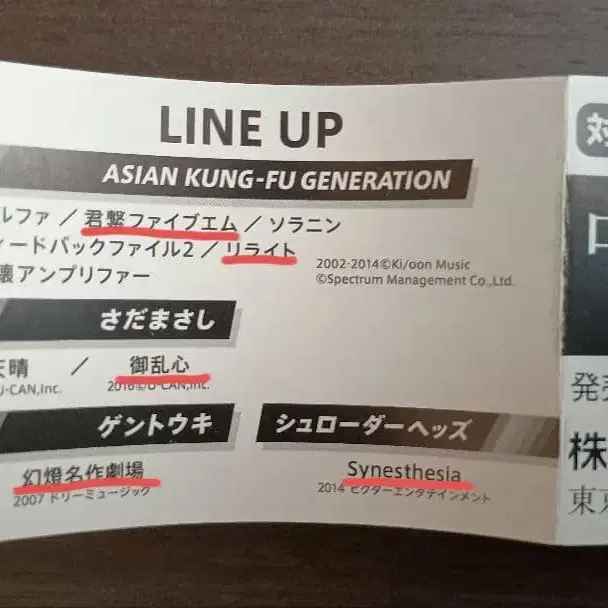 LINE UP
ASIAN KUNG-FU GENERATION
ルファ / 君繋ファイブエム / ソラニン
ィードバックファイル2 / リライト
壊アンプリファー
2002-2014©Ki/oon Music
©Spectrum Management Co.,Ltd.
さだまさし
天晴 / 御乱心
U-CAN,Inc. 2016©U-CAN,Inc.
ゲントウキ
シュローダーヘッズ
幻燈名作劇場
2007 ドリーミュージック
Synesthesia
2014 ビクターエンタテインメント
対
発売
株
東京